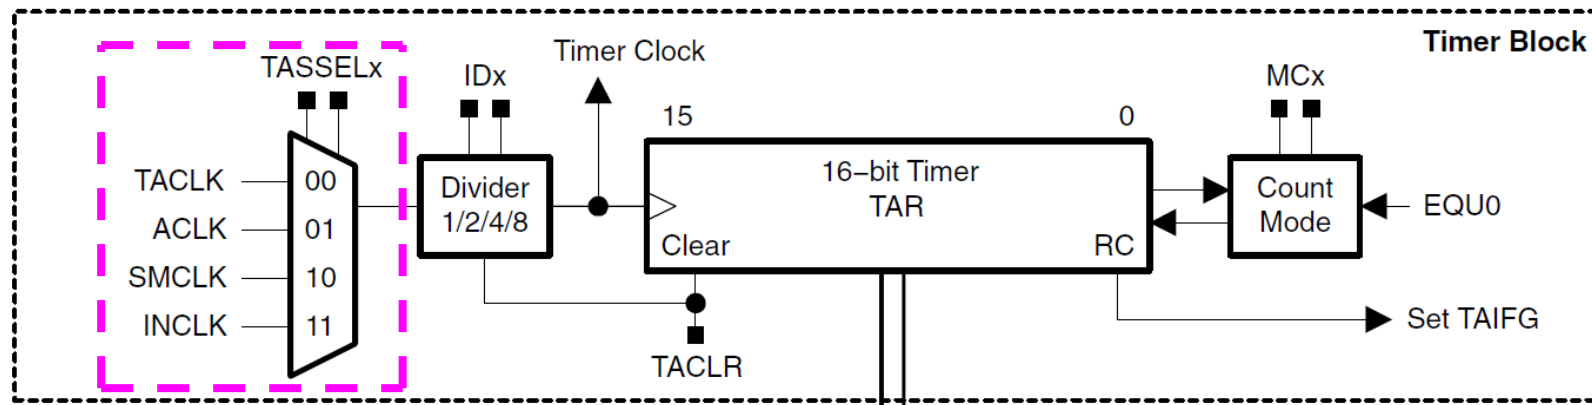 Timer Block
TASSELx
IDx
Timer Clock
MCx
15
0
TACLK
00
ACLK
01
SMCLK
10
INCLK
11
Divider
1/2/4/8
16−bit Timer
TAR
Clear
RC
Count
Mode
EQU0
Set TAIFG
TACLR